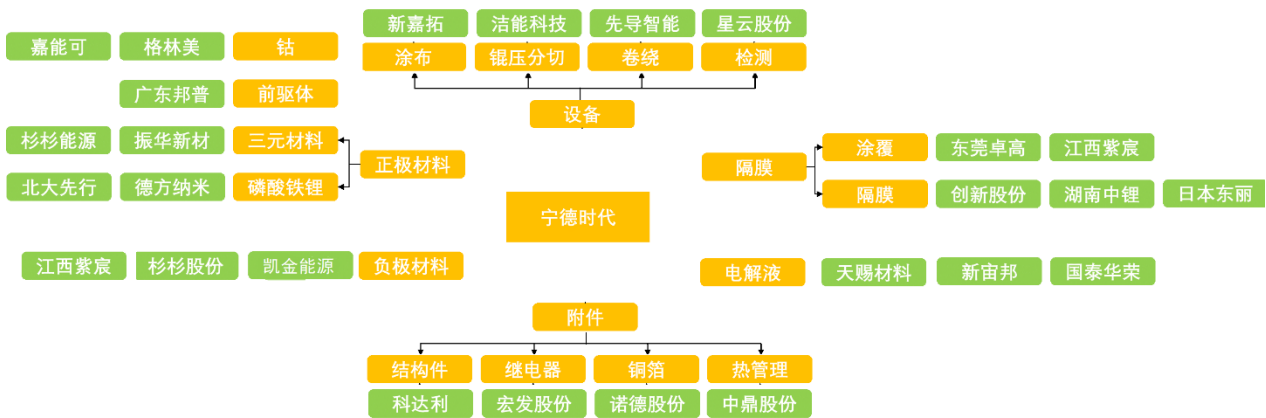 新嘉拓 洁能科技 先导智能 星云股份
嘉能可 格林美 钴 涂布 锟压分切 卷绕 检测
广东邦普 前驱体 设备
杉杉能源 振华新材 三元材料 正极材料 隔膜 涂覆 东莞卓高 江西紫宸
北大先行 德方纳米 磷酸铁锂 隔膜 创新股份 湖南中锂 日本东丽
宁德时代
江西紫宸 杉杉股份 凯金能源 负极材料 电解液 天赐材料 新宙邦 国泰华荣
附件
结构件 继电器 铜箔 热管理
科达利 宏发股份 诺德股份 中鼎股份